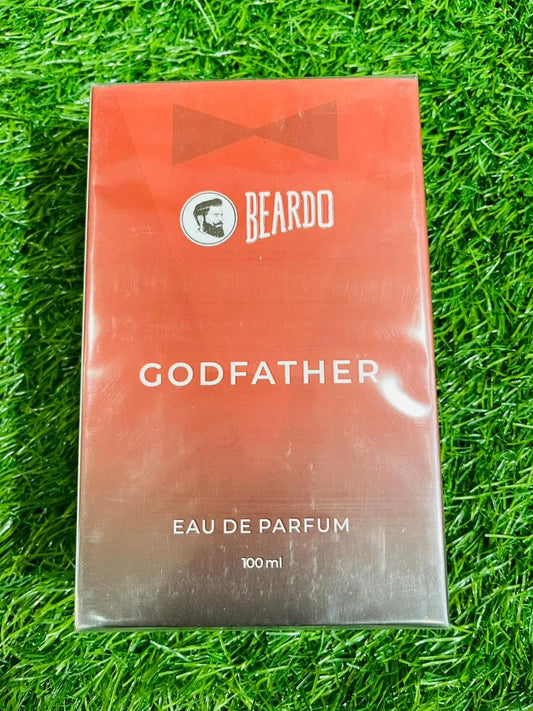 BEARDO
GODFATHER
EAU DE PARFUM
100 ml